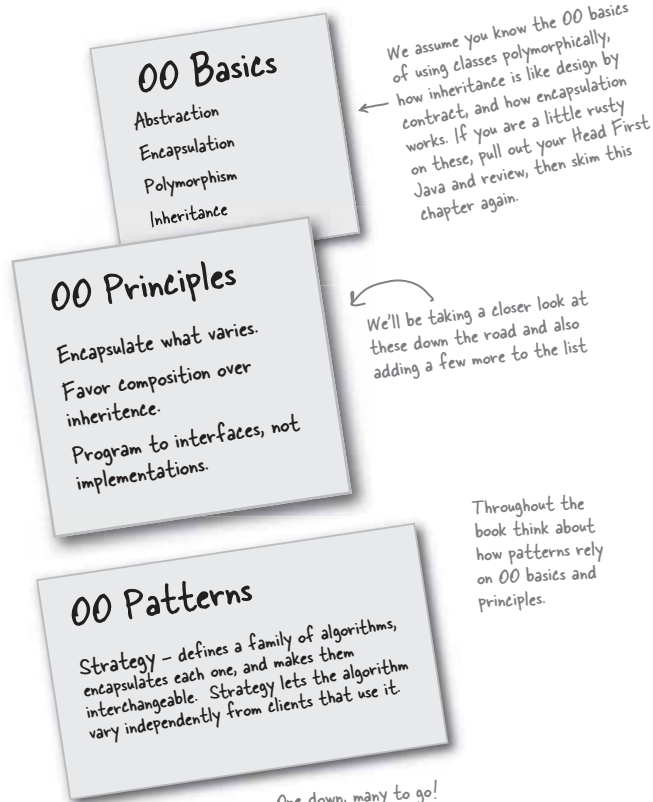 OO Basics
Abstraction
Encapsulation
Polymorphism
Inheritance
We assume you know the OO basics
of using classes polymorphically,
how inheritance is like design by
contract, and how encapsulation
works. If you are a little rusty
on these, pull out your Head First
Java and review, then skim this
chapter again.
OO Principles
Encapsulate what varies.
Favor composition over
inheritence.
Program to interfaces, not
implementations.
We'll be taking a closer look at
these down the road and also
adding a few more to the list
Throughout the
book think about
how patterns rely
on OO basics and
principles.
OO Patterns
Strategy – defines a family of algorithms,
encapsulates each one, and makes them
interchangeable. Strategy lets the algorithm
vary independently from clients that use it.
One down, many to go!